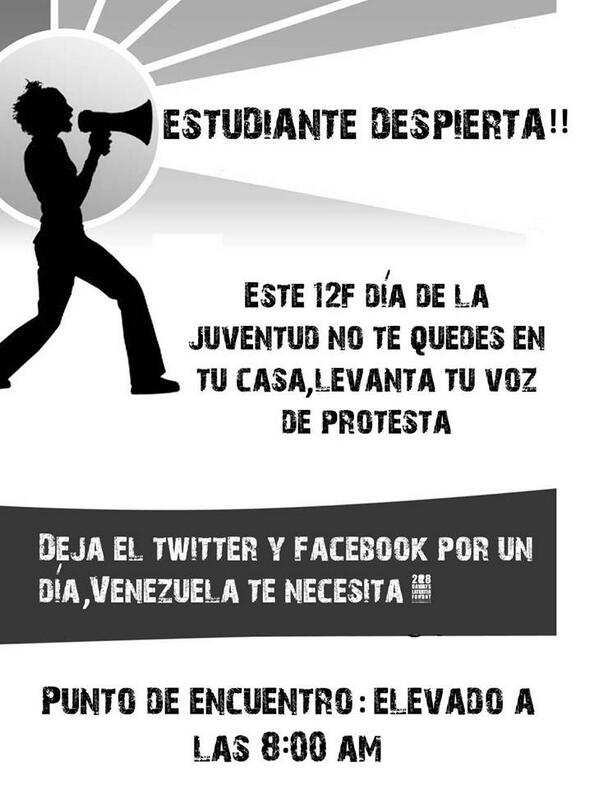 ESTUDIANTE DESPIERTA!!
ESTE 12F DÍA DE LA
JUVENTUD NO TE QUEDES EN
TU CASA,LEVANTA TU VOZ
DE PROTESTA
DEJA EL TWITTER Y FACEBOOK POR UN
DÍA,VENEZUELA TE NECESITA
PUNTO DE ENCUENTRO: ELEVADO A
LAS 8:00 AM